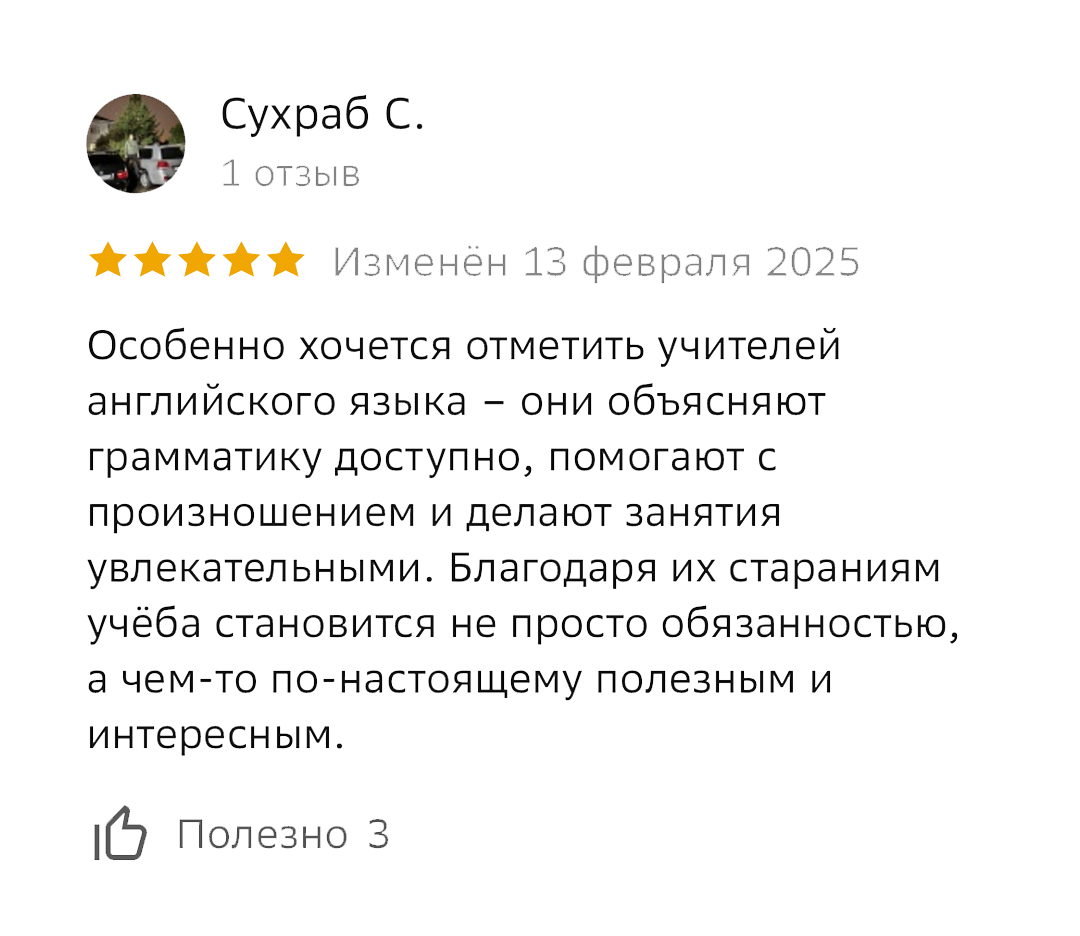 Сухраб С.
1 отзыв
Изменён 13 февраля 2025
Особенно хочется отметить учителей
английского языка – они объясняют
грамматику доступно, помогают с
произношением и делают занятия
увлекательными. Благодаря их стараниям
учёба становится не просто обязанностью,
а чем-то по-настоящему полезным и
интересным.
Полезно 3